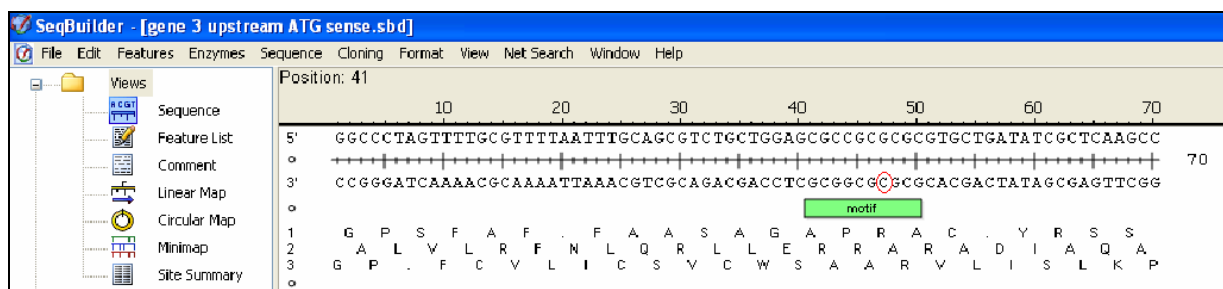 SeqBuilder - [gene 3 upstream ATG sense.sbd]
File Edit Features Enzymes Sequence Cloning Format View Net Search Window Help
Views
Sequence
Feature List
Comment
Linear Map
Circular Map
Minimap
Site Summary
Position: 41
10 20 30 40 50 60 70
5' GGCCCTAGTTTTGCGTTTTAATTTGCAGCGTCTGCTGGAGCGCCGCGCGCGTGCTGATATCGCTCAAGCC
70
3' CCGGGATCAAAACGCAAAATTAAACGTCGCAGACGACCTCGCGGCGCGCGCACGACTATAGCGAGTTCGG
motif
1 G P S F A F . F A A S A G A P R A C . Y R S S
2 A L V L R F N L Q R L L E R R A R A D I A Q A
3 G P . F C V L I C S V C W S A A R V L I S L K P